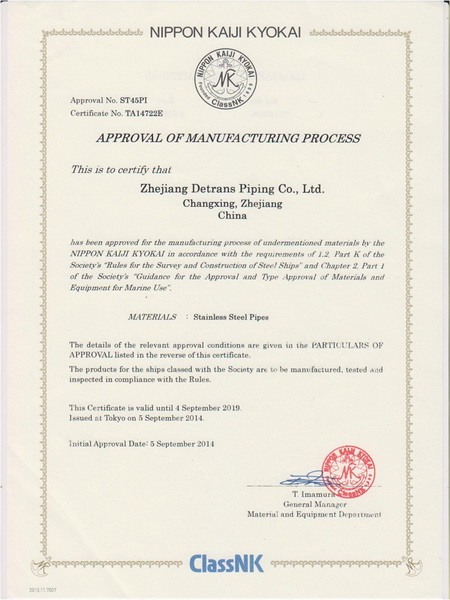 NIPPON KAIJI KYOKAI
NIPPON KAIJI KYOKAI
NK
ClassNK
Approval No. ST45PI
Certificate No. TA14722E
APPROVAL OF MANUFACTURING PROCESS
This is to certify that
Zhejiang Detrans Piping Co., Ltd.
Changxing, Zhejiang
China
has been approved for the manufacturing process of undermentioned materials by the
NIPPON KAIJI KYOKAI in accordance with the requirements of 1.2, Part K of the
Society's "Rules for the Survey and Construction of Steel Ships" and Chapter 2, Part 1
of the Society's "Guidance for the Approval and Type Approval of Materials and
Equipment for Marine Use".
MATERIALS : Stainless Steel Pipes
The details of the relevant approval conditions are given in the PARTICULARS OF
APPROVAL listed in the reverse of this certificate.
The products for the ships classed with the Society are to be manufactured, tested and
inspected in compliance with the Rules.
This Certificate is valid until 4 September 2019.
Issued at Tokyo on 5 September 2014.
Initial Approval Date: 5 September 2014
NIPPON KAIJI KYOKAI
NK
ClassNK
T. Imamura
General Manager
Material and Equipment Department
ClassNK